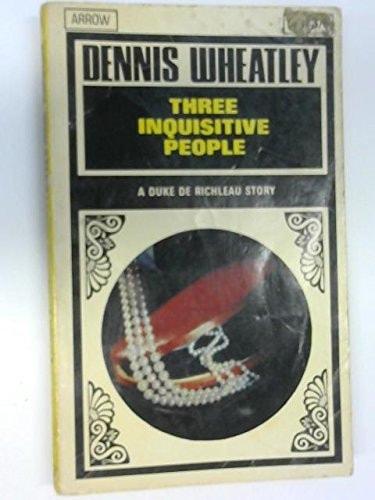 ARROW
DENNIS WHEATLEY
THREE
INQUISITIVE
PEOPLE
A DUKE DE RICHLEAU STORY